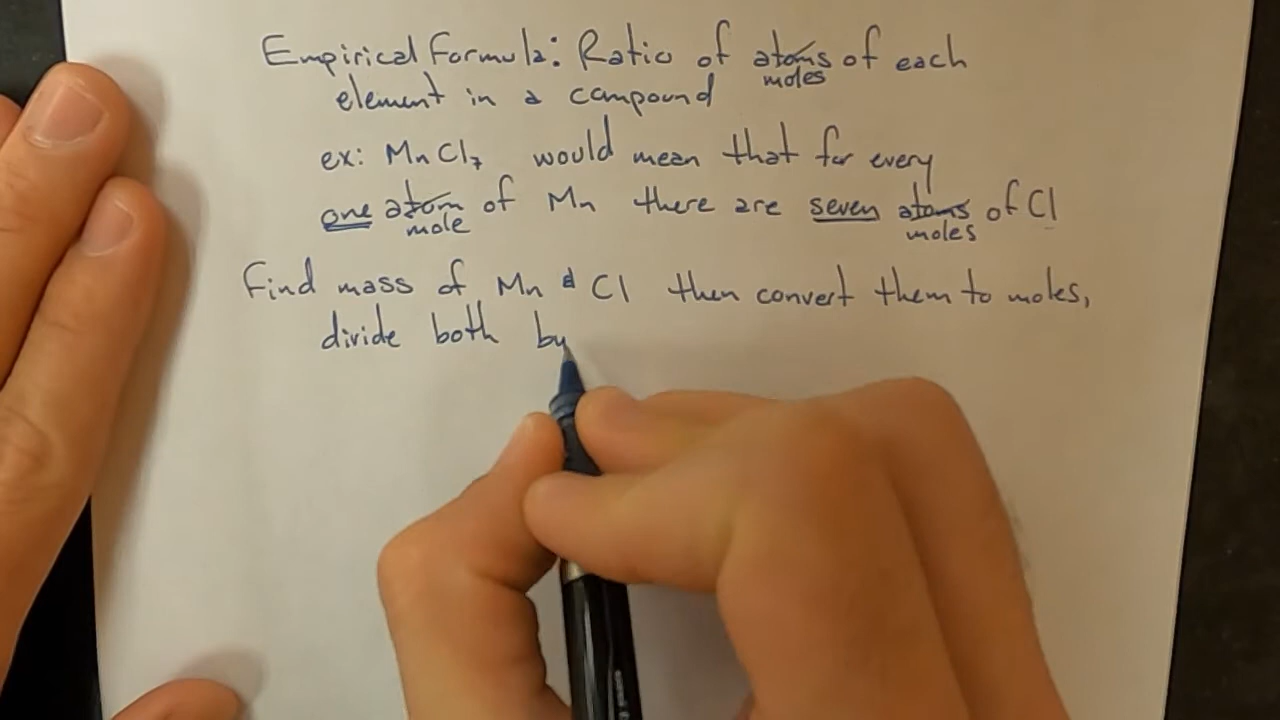 Empirical Formula: Ratio of atoms of each
moles
element in a compound
ex: MnCl₇ would mean that for every
one atom of Mn there are seven atoms of Cl
mole moles
Find mass of Mn & Cl then convert them to moles,
divide both by